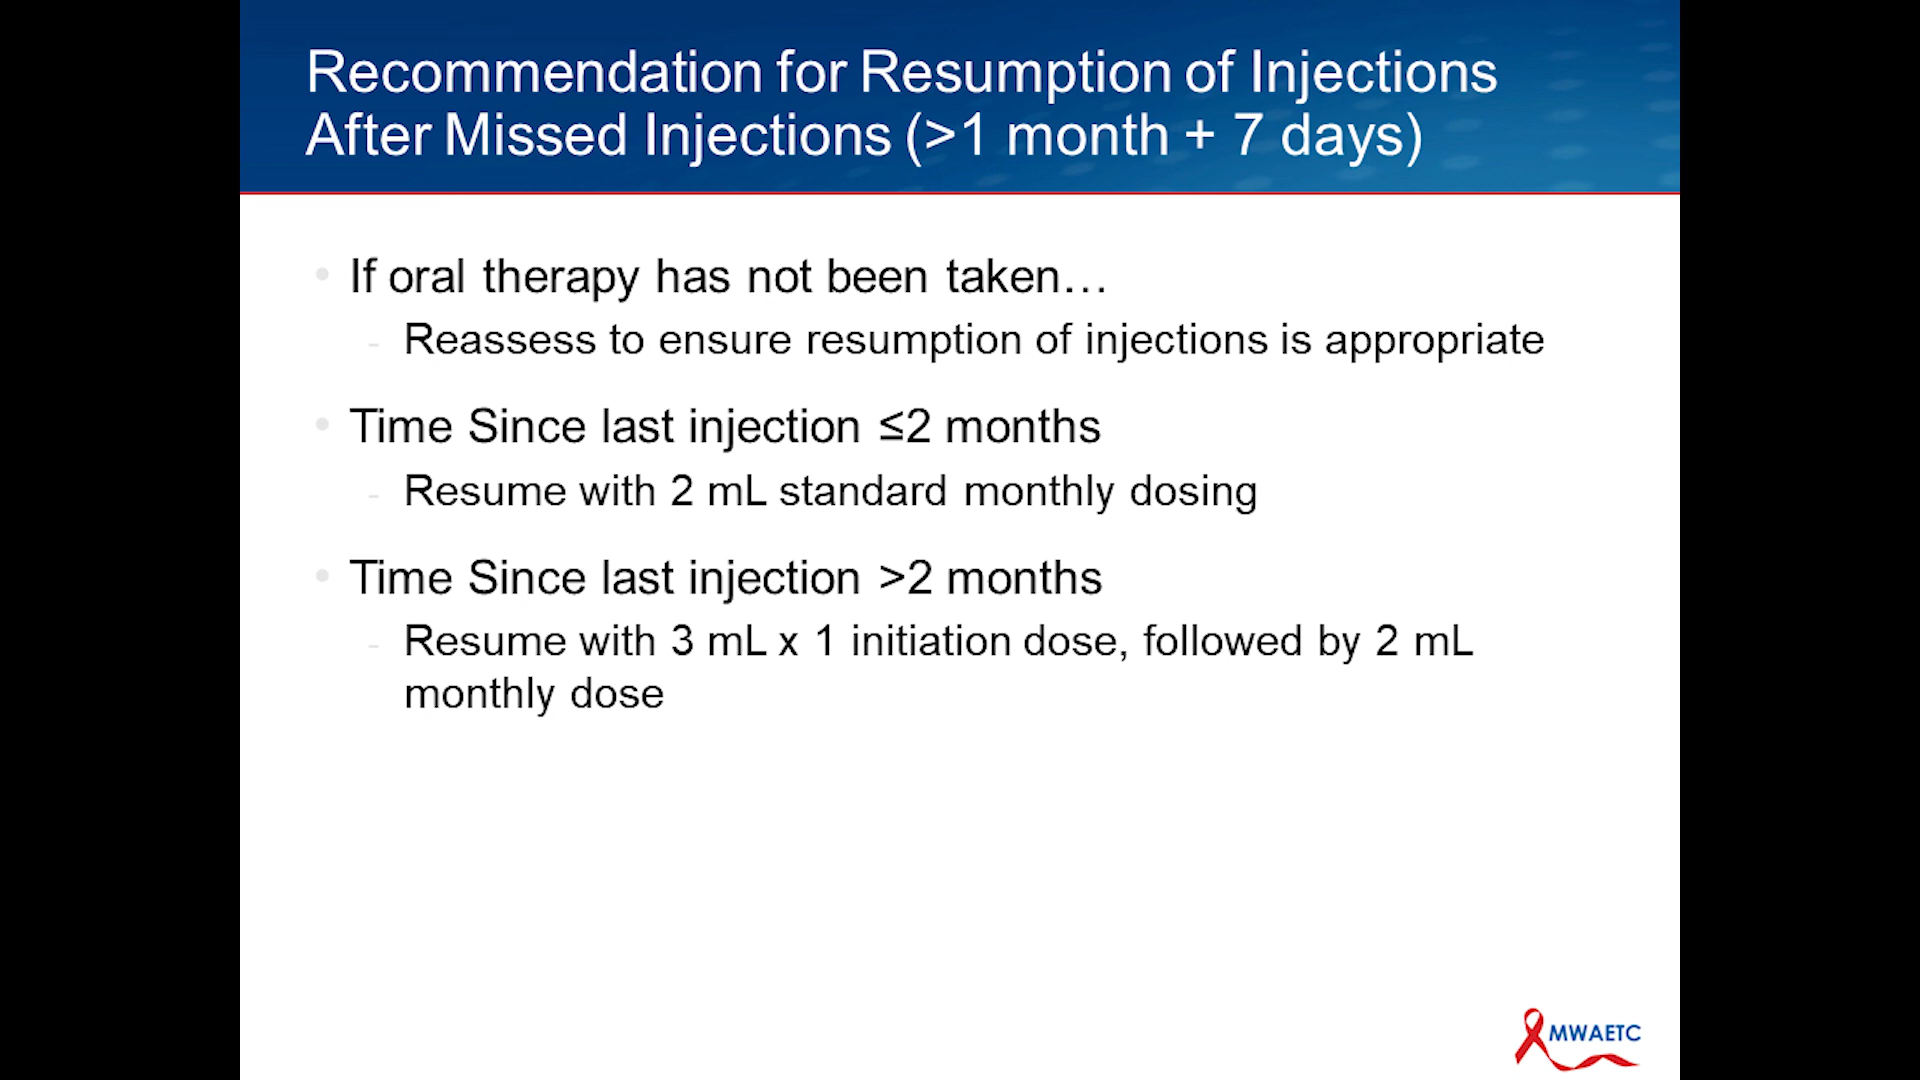 Recommendation for Resumption of Injections
After Missed Injections (>1 month + 7 days)
• If oral therapy has not been taken…
- Reassess to ensure resumption of injections is appropriate
• Time Since last injection ≤2 months
- Resume with 2 mL standard monthly dosing
• Time Since last injection >2 months
- Resume with 3 mL x 1 initiation dose, followed by 2 mL
monthly dose
MWAETC